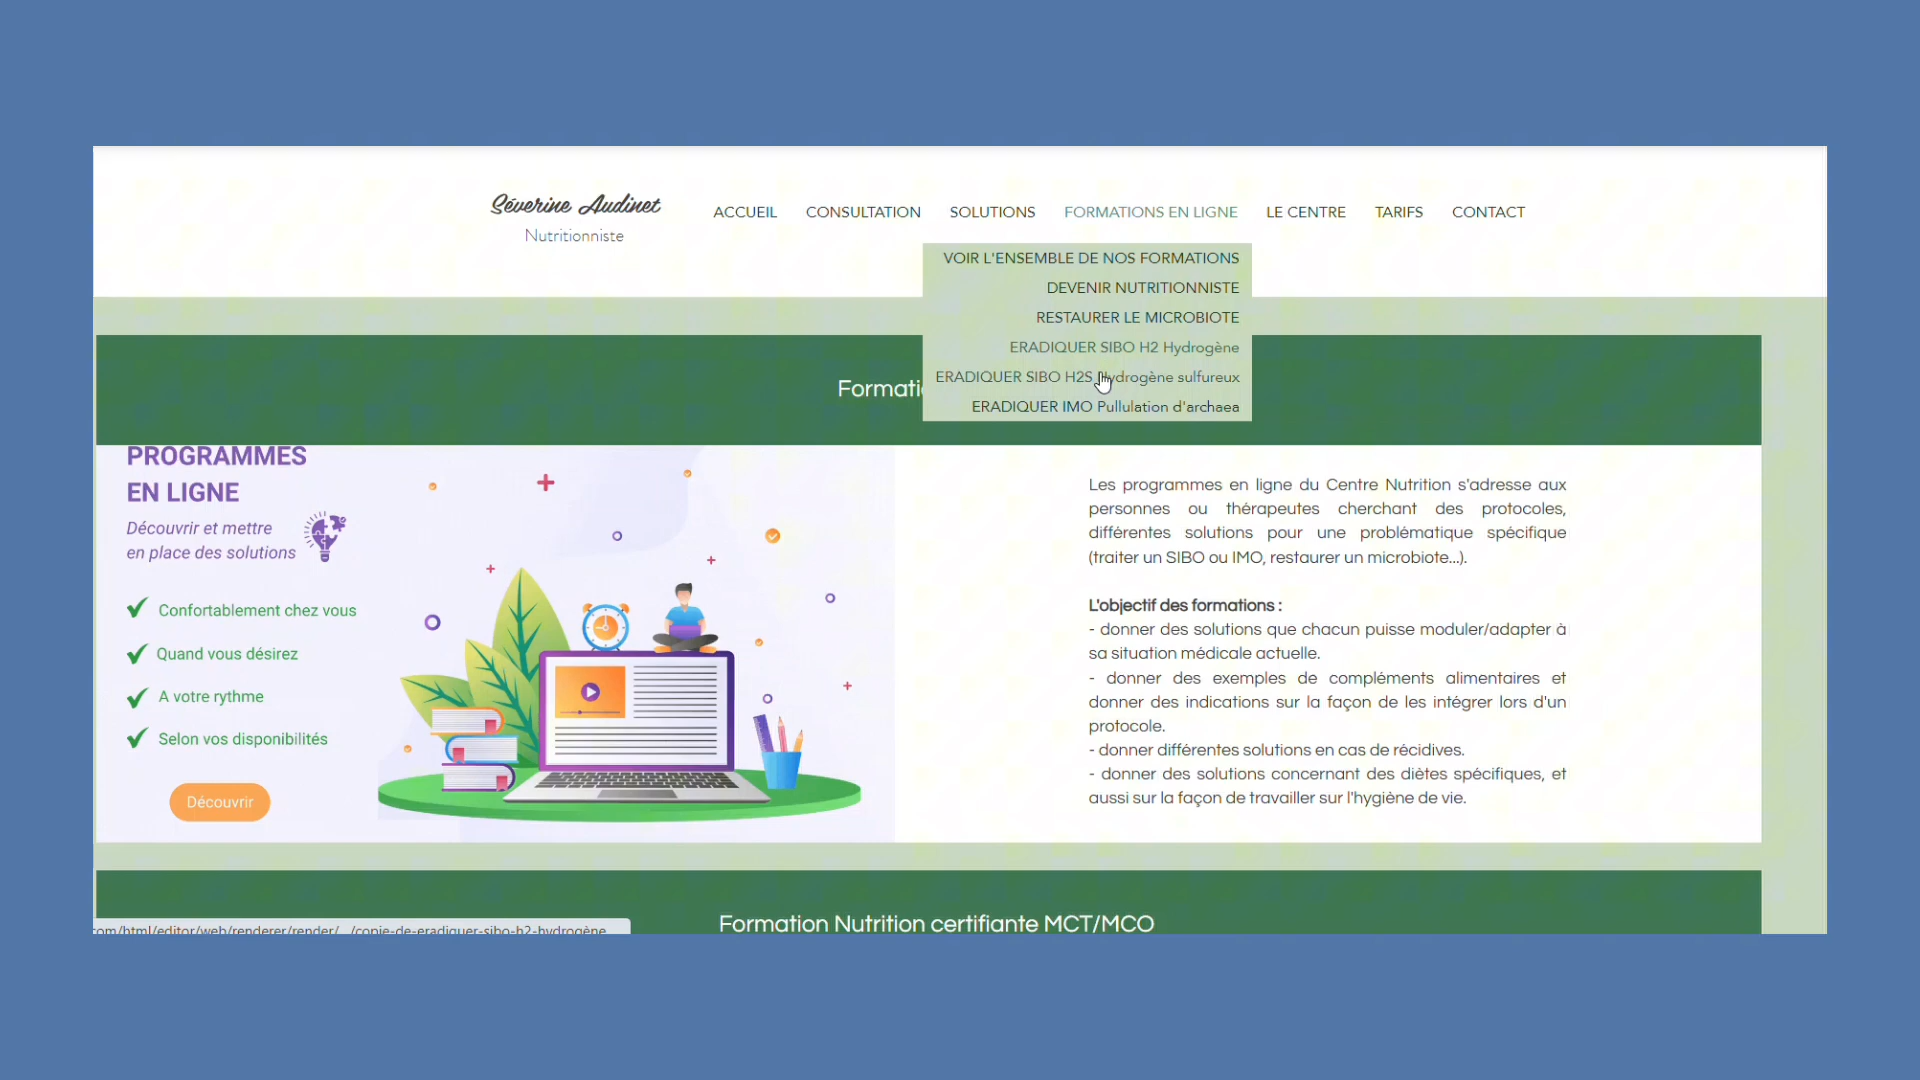 Séverine Audinet
Nutritionniste
ACCUEIL CONSULTATION SOLUTIONS FORMATIONS EN LIGNE LE CENTRE TARIFS CONTACT
VOIR L'ENSEMBLE DE NOS FORMATIONS
DEVENIR NUTRITIONNISTE
RESTAURER LE MICROBIOTE
ERADIQUER SIBO H2 Hydrogène
ERADIQUER SIBO H2S Hydrogène sulfureux
ERADIQUER IMO Pullulation d'archaea
PROGRAMMES
EN LIGNE
Découvrir et mettre
en place des solutions
Confortablement chez vous
Quand vous désirez
A votre rythme
Selon vos disponibilités
Découvrir
Les programmes en ligne du Centre Nutrition s'adresse aux
personnes ou thérapeutes cherchant des protocoles,
différentes solutions pour une problématique spécifique
(traiter un SIBO ou IMO, restaurer un microbiote...).
L'objectif des formations :
- donner des solutions que chacun puisse moduler/adapter à
sa situation médicale actuelle.
- donner des exemples de compléments alimentaires et
donner des indications sur la façon de les intégrer lors d'un
protocole.
- donner différentes solutions en cas de récidives.
- donner des solutions concernant des diètes spécifiques, et
aussi sur la façon de travailler sur l'hygiène de vie.
Formation Nutrition certifiante MCT/MCO
com/html/editor/web/renderer/render/.../copie-de-eradiquer-sibo-h2-hydrogène